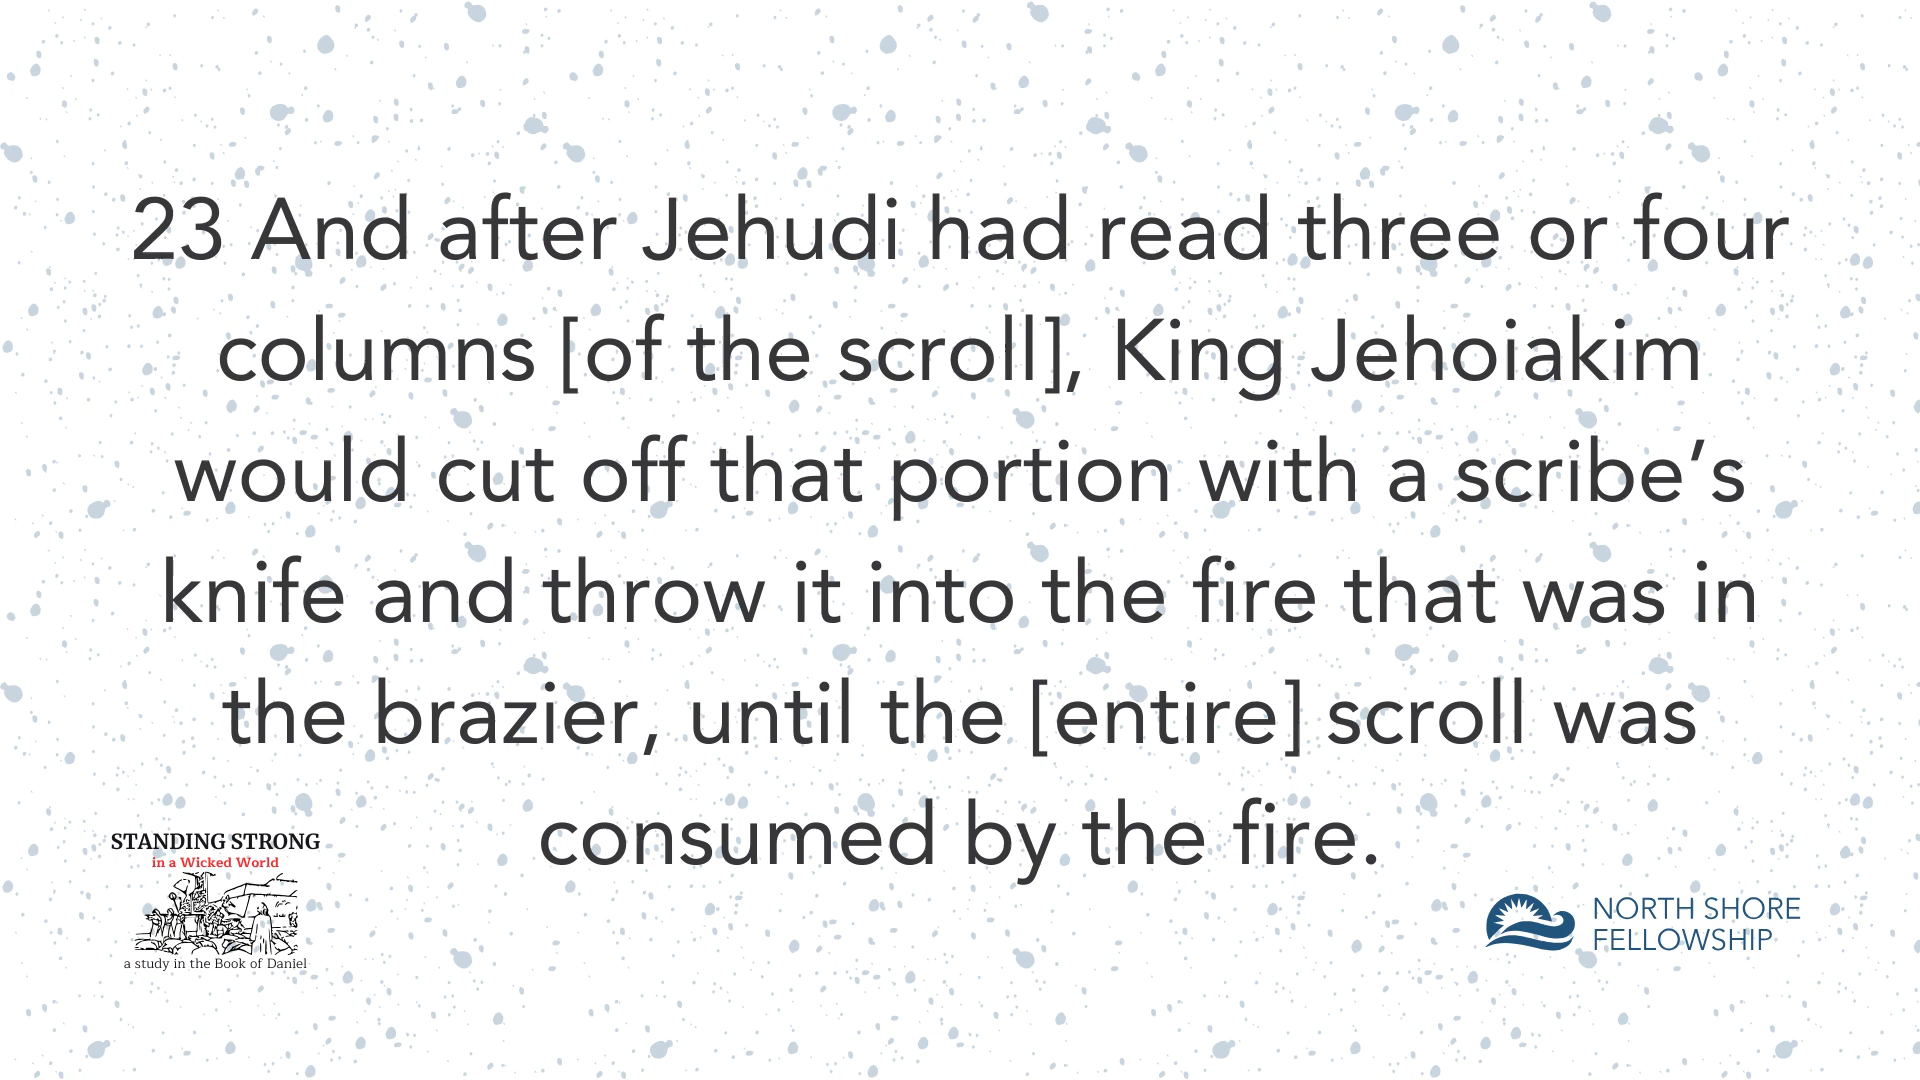 23 And after Jehudi had read three or four
columns [of the scroll], King Jehoiakim
would cut off that portion with a scribe’s
knife and throw it into the fire that was in
the brazier, until the [entire] scroll was
consumed by the fire.
STANDING STRONG
in a Wicked World
a study in the Book of Daniel
NORTH SHORE
FELLOWSHIP